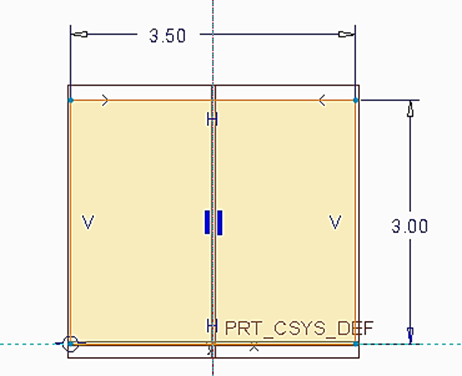 3.50
H
V
V
3.00
H
PRT_CSYS_DEF